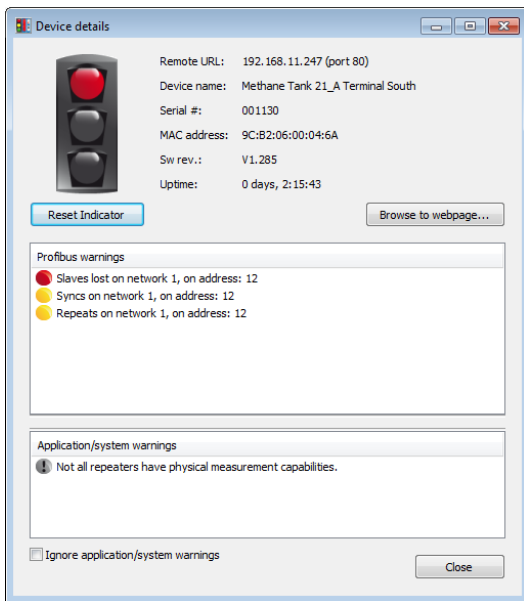 Device details
Remote URL: 192.168.11.247 (port 80)
Device name: Methane Tank 21_A Terminal South
Serial #: 001130
MAC address: 9C:B2:06:00:04:6A
Sw rev.: V1.285
Uptime: 0 days, 2:15:43
Reset Indicator Browse to webpage...
Profibus warnings
Slaves lost on network 1, on address: 12
Syncs on network 1, on address: 12
Repeats on network 1, on address: 12
Application/system warnings
Not all repeaters have physical measurement capabilities.
Ignore application/system warnings
Close